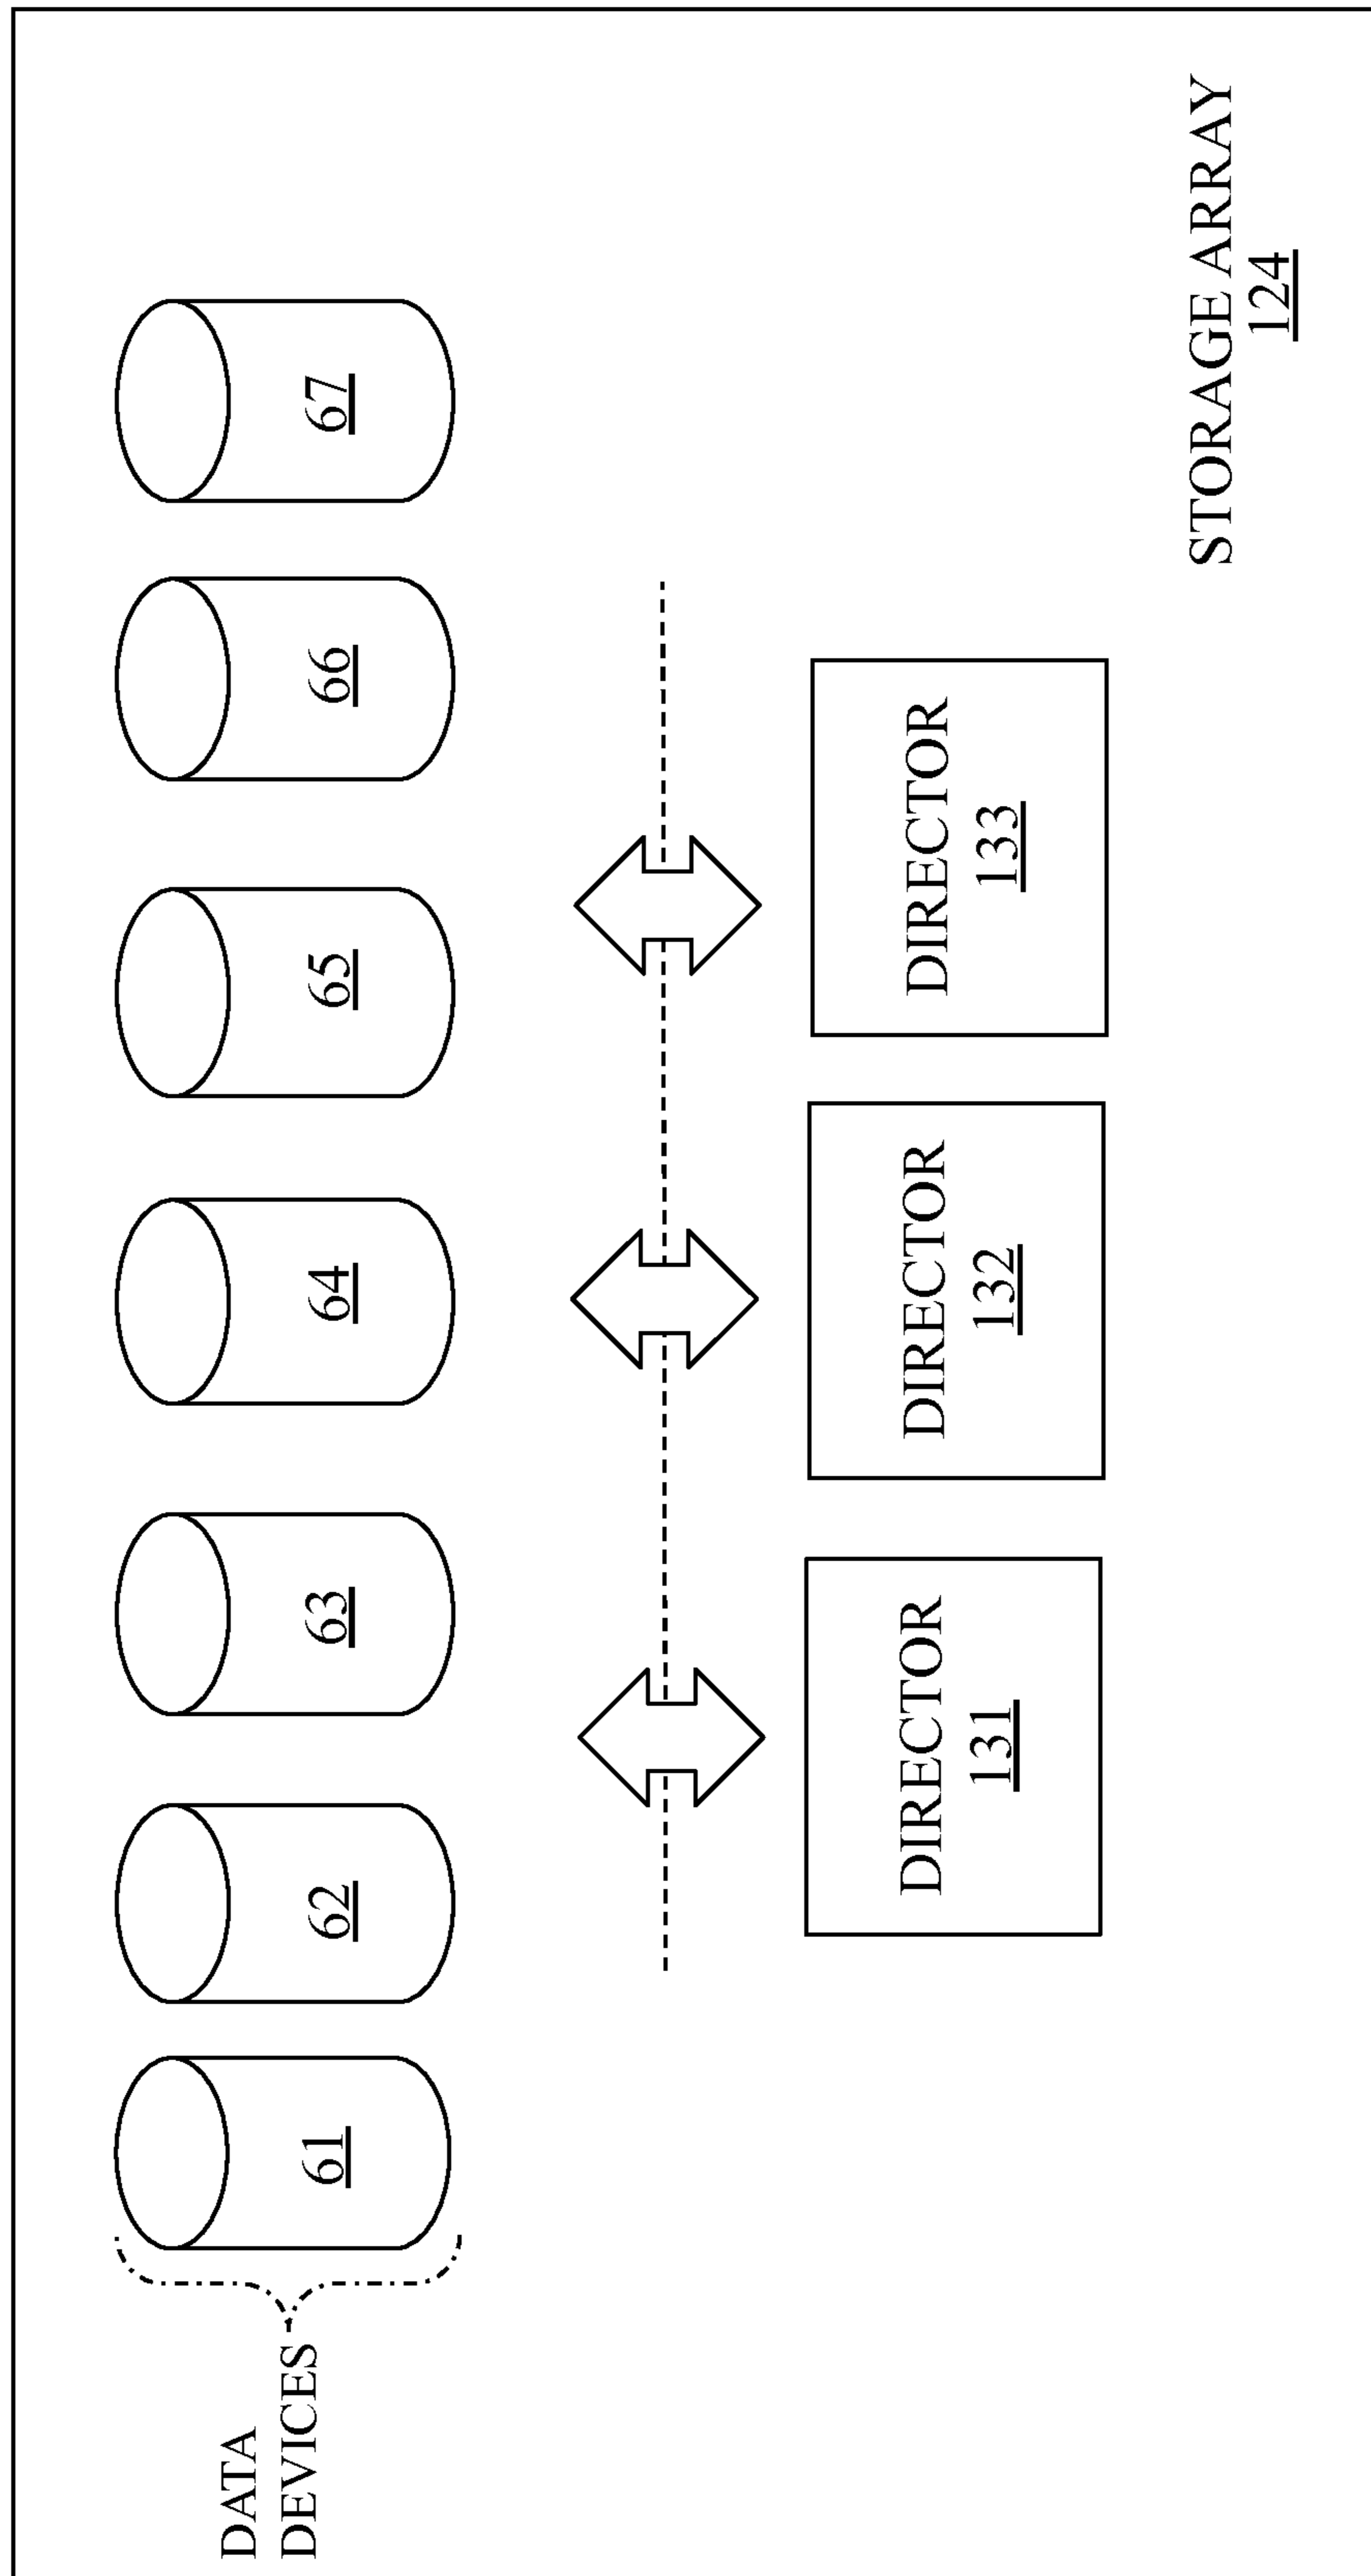 DATA
DEVICES
61
62
63
64
65
66
67
DIRECTOR
131
DIRECTOR
132
DIRECTOR
133
STORAGE ARRAY
124